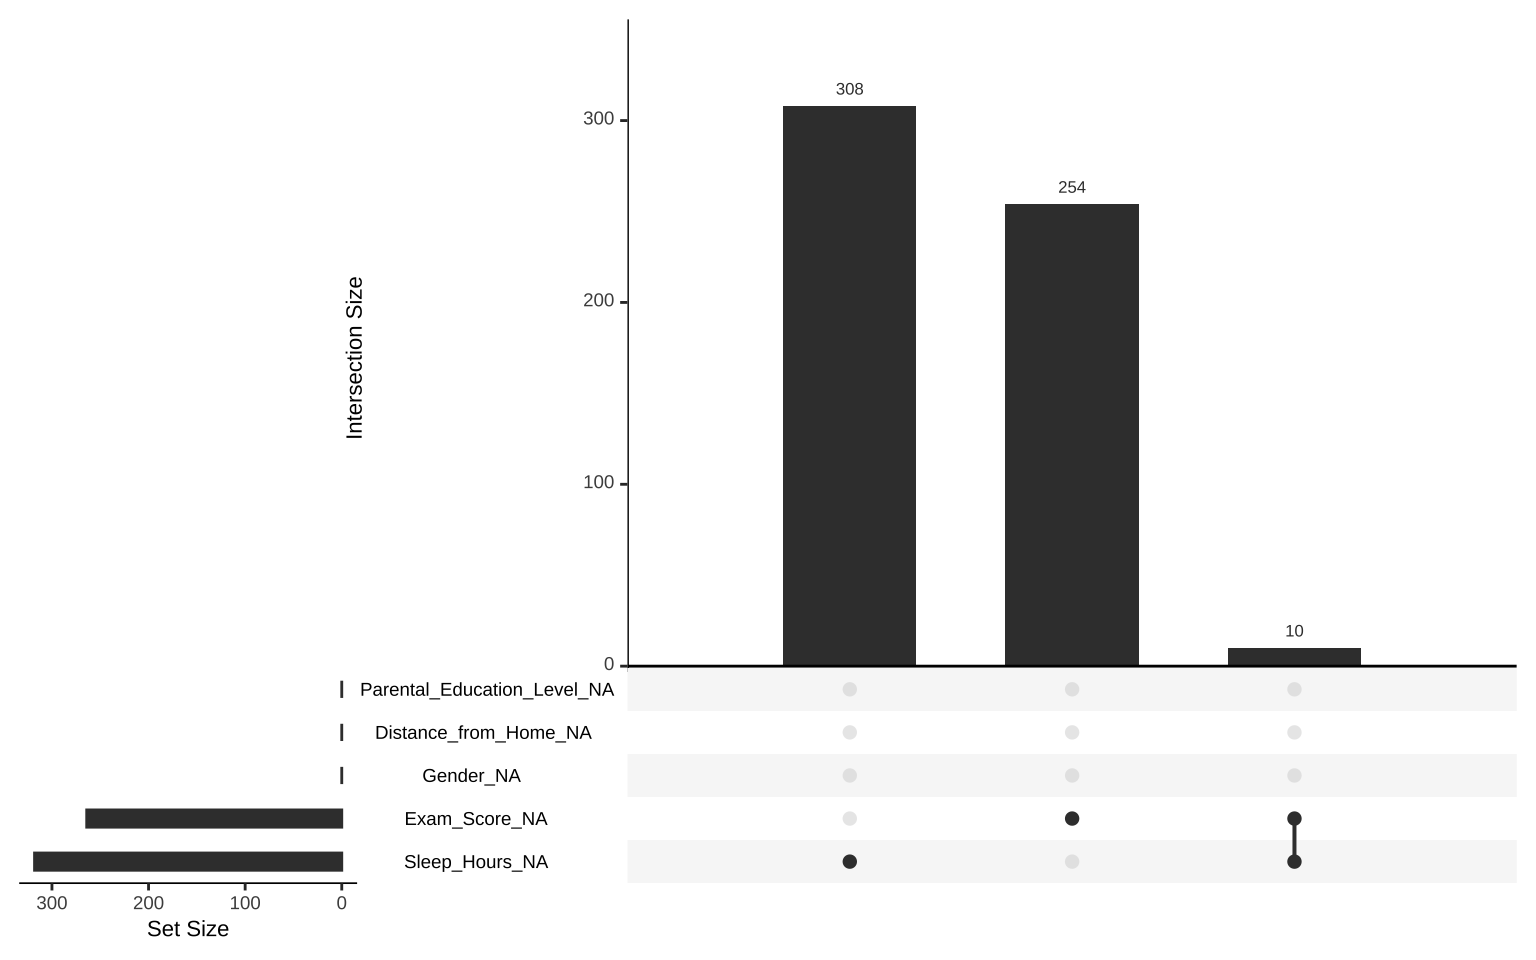 308
300
254
200
Intersection Size
100
10
0
Parental_Education_Level_NA
Distance_from_Home_NA
Gender_NA
Exam_Score_NA
Sleep_Hours_NA
300 200 100 0
Set Size